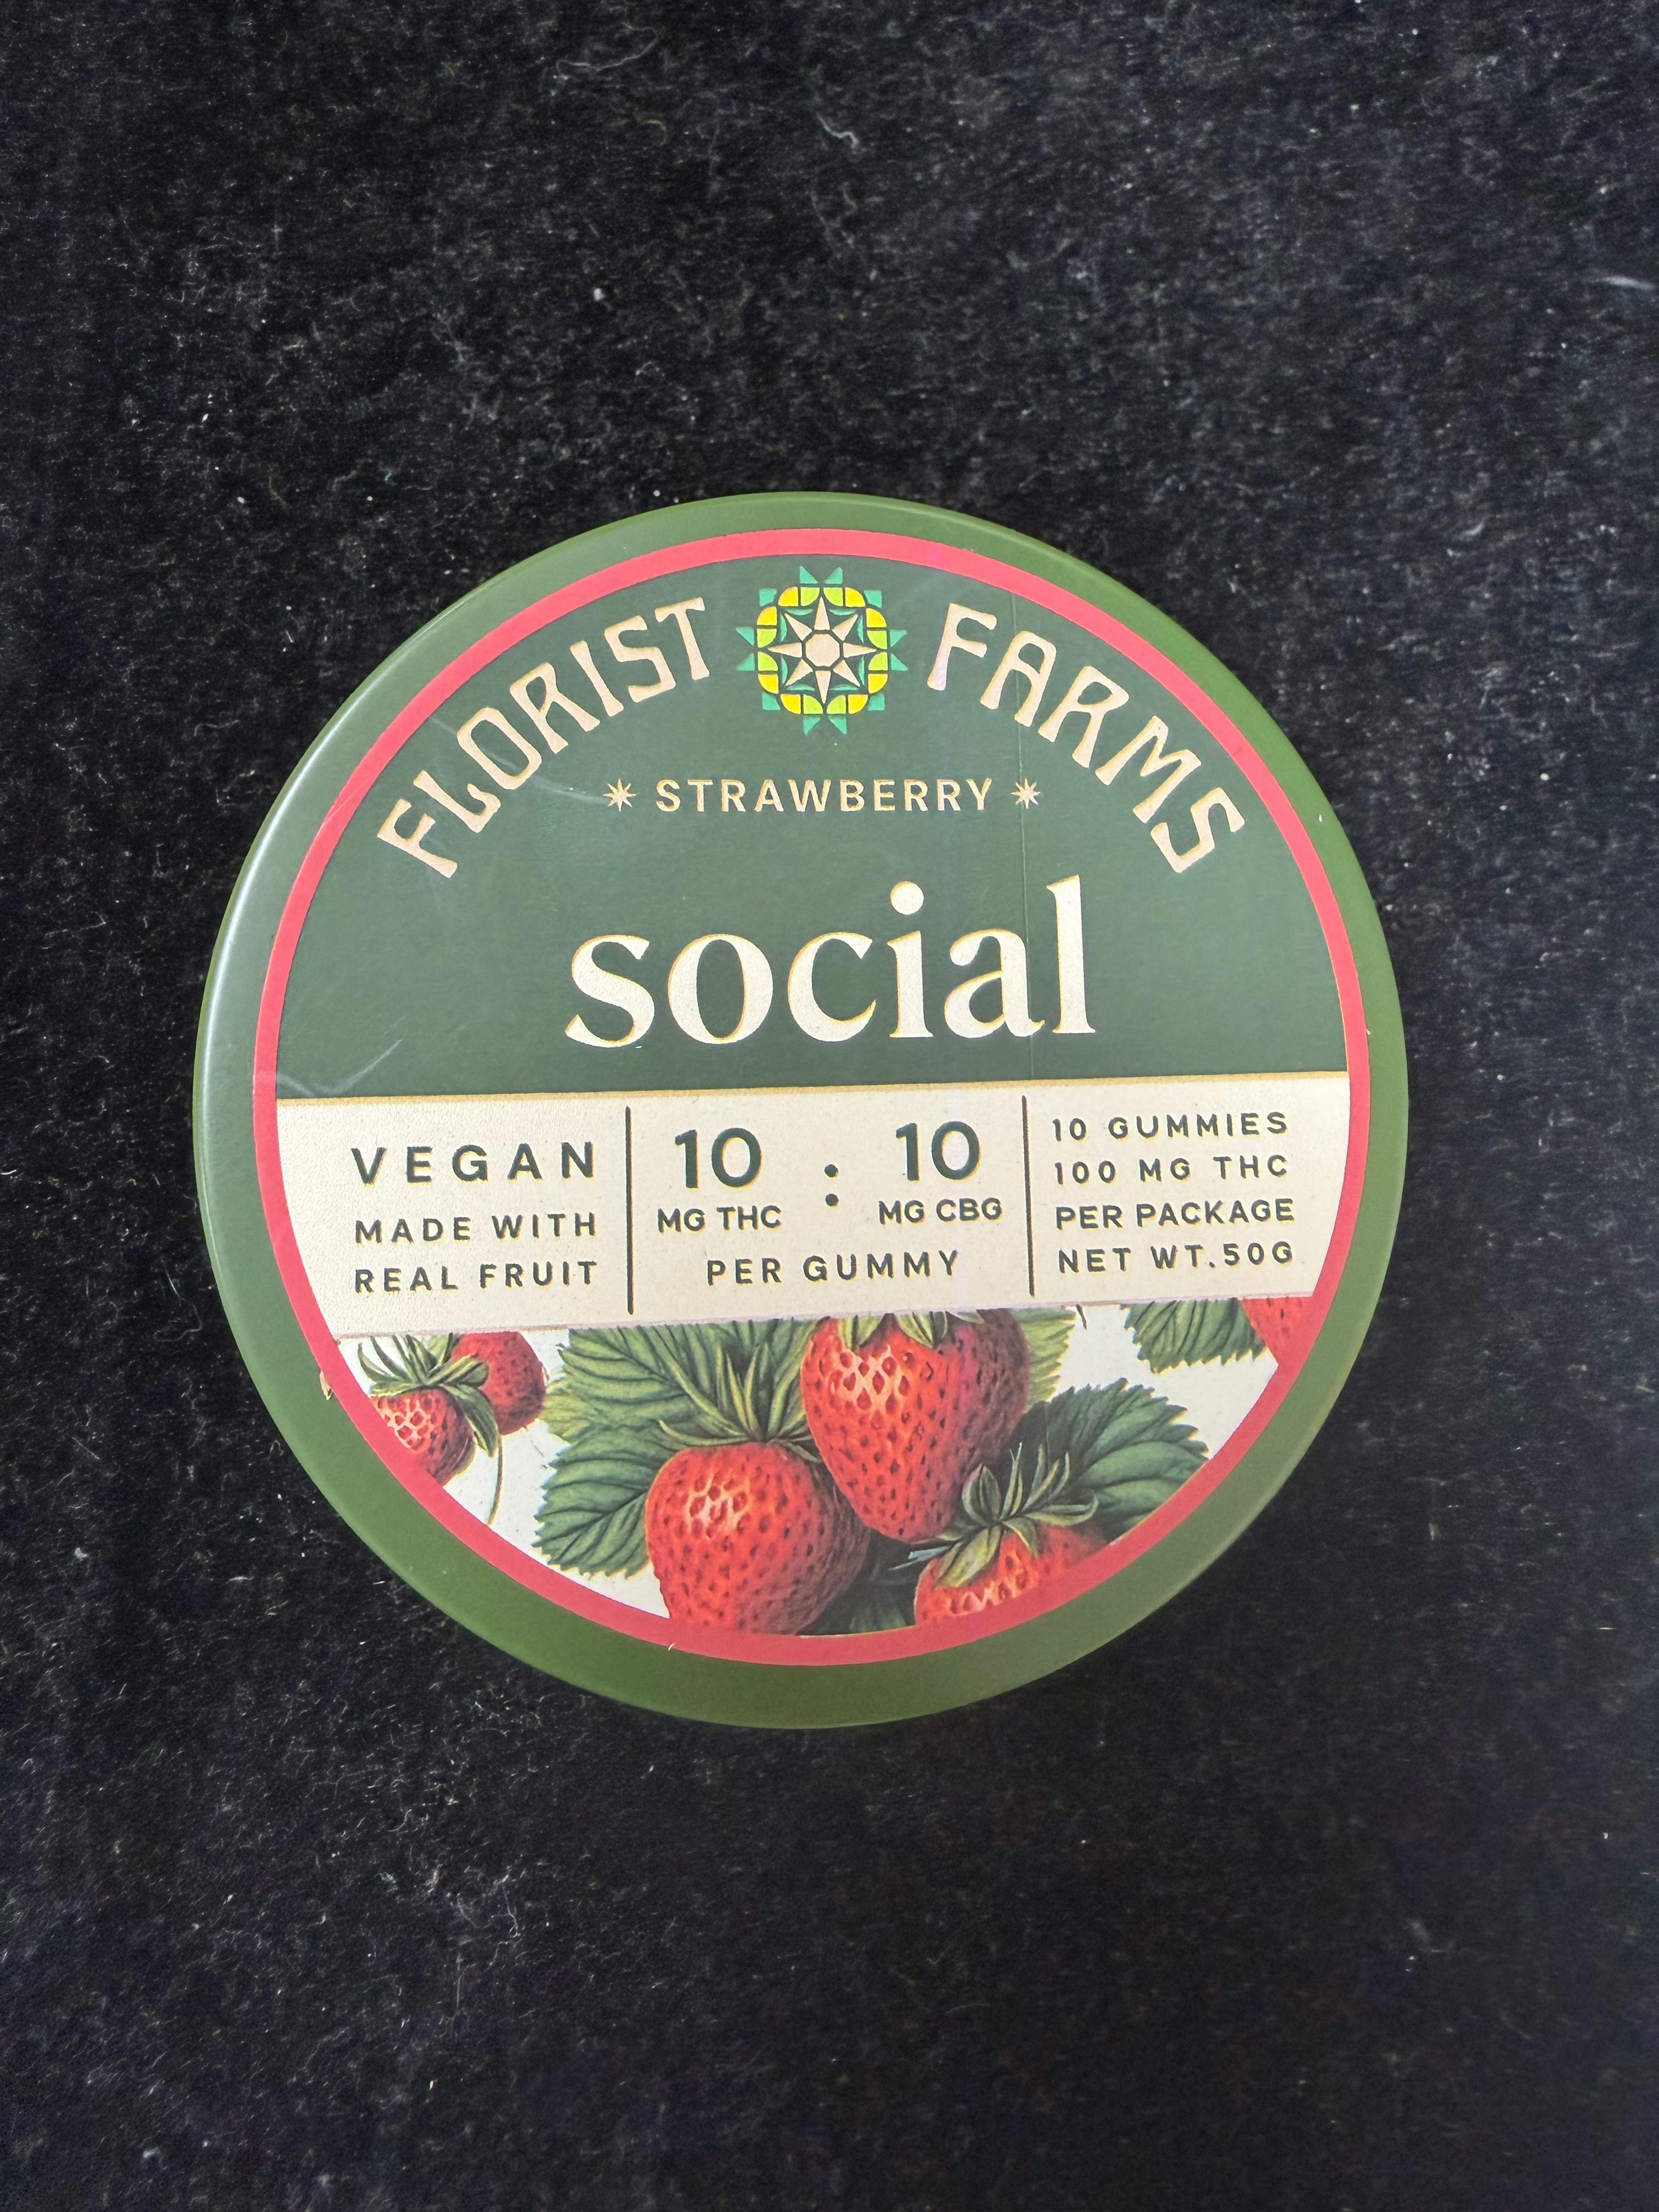 FLORIST FARMS
STRAWBERRY
social
VEGAN
MADE WITH
REAL FRUIT
10 : 10
MG THC MG CBG
PER GUMMY
10 GUMMIES
100 MG THC
PER PACKAGE
NET WT.50G